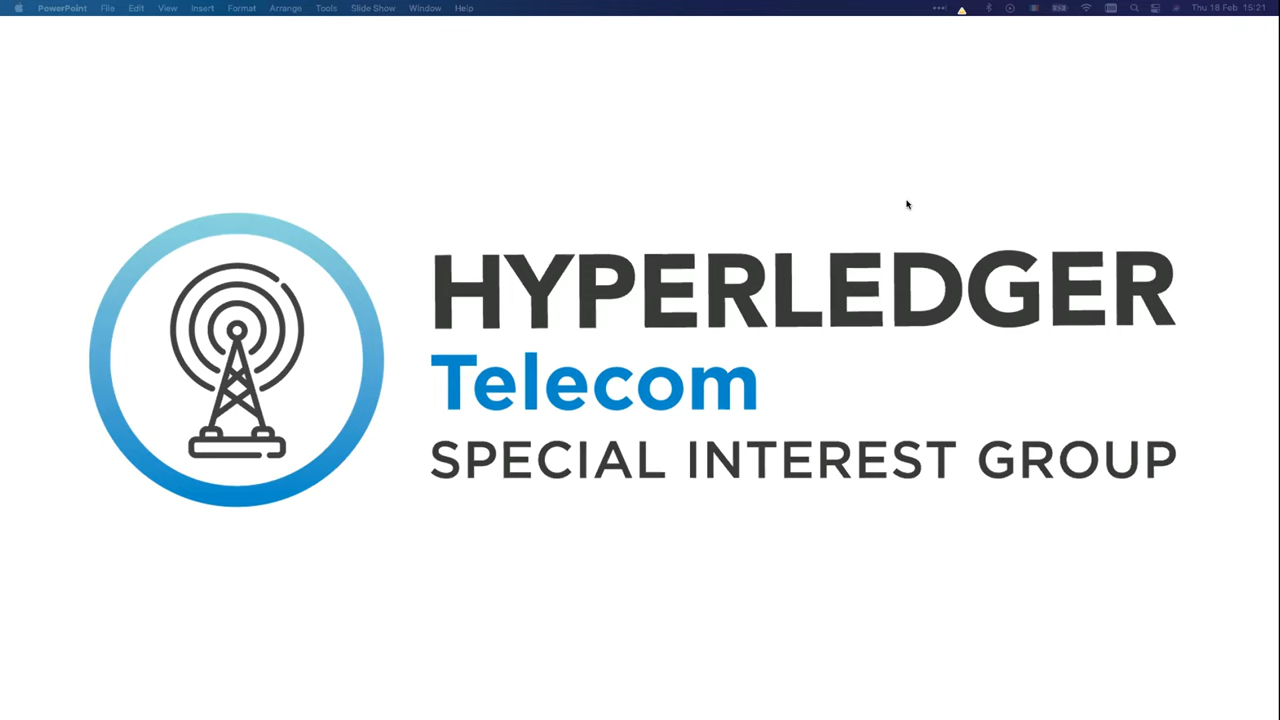 PowerPoint File Edit View Insert Format Arrange Tools Slide Show Window Help Thu 18 Feb 15:21
HYPERLEDGER
Telecom
SPECIAL INTEREST GROUP